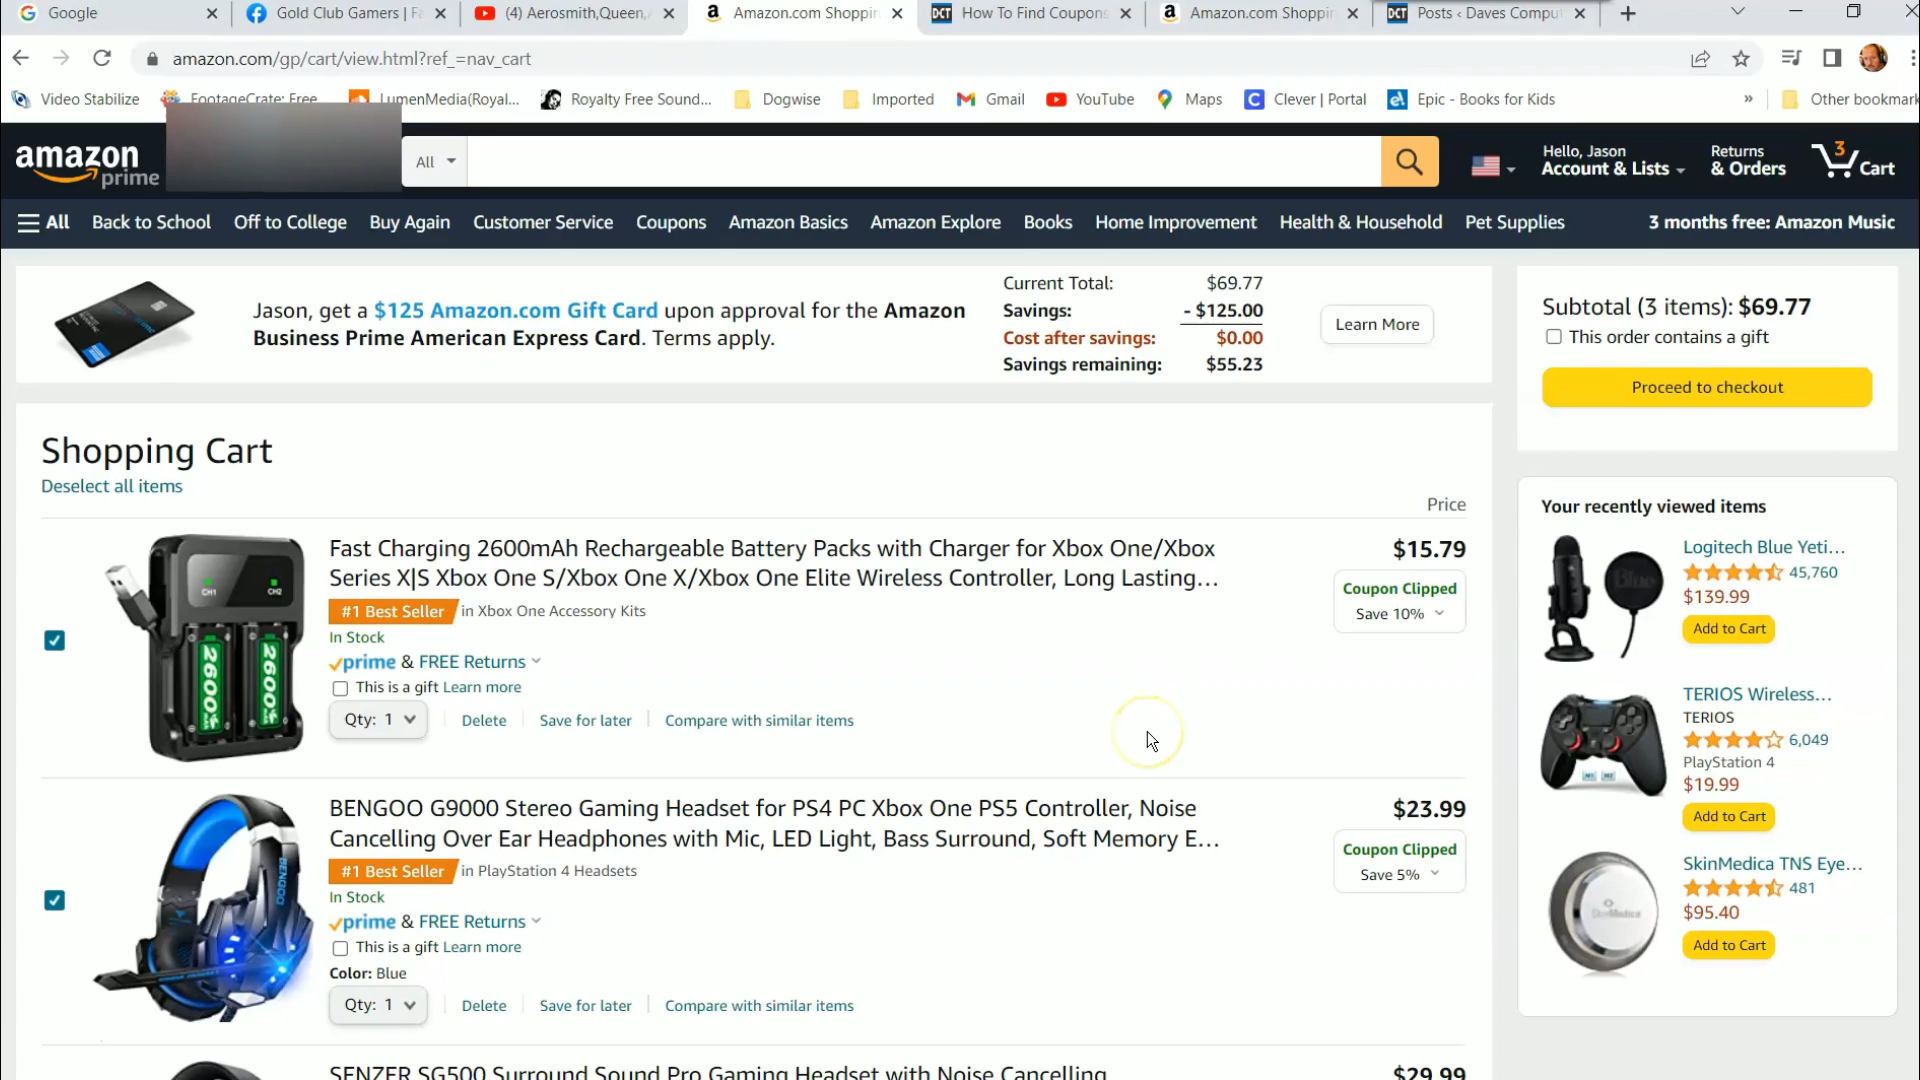 Google
Gold Club Gamers | Fa
(4) Aerosmith,Queen,
Amazon.com Shoppin
How To Find Coupons
Amazon.com Shoppin
Posts ‹ Daves Compu
amazon.com/gp/cart/view.html?ref_=nav_cart
Video Stabilize
FootageCrate: Free
LumenMedia(Royal...
Royalty Free Sound...
Dogwise
Imported
Gmail
YouTube
Maps
Clever | Portal
Epic - Books for Kids
»
Other bookmark
amazon
prime
All
Hello, Jason
Account & Lists
Returns
& Orders
3
Cart
All
Back to School
Off to College
Buy Again
Customer Service
Coupons
Amazon Basics
Amazon Explore
Books
Home Improvement
Health & Household
Pet Supplies
3 months free: Amazon Music
Jason, get a $125 Amazon.com Gift Card upon approval for the Amazon
Business Prime American Express Card. Terms apply.
Current Total: $69.77
Savings: - $125.00
Cost after savings: $0.00
Savings remaining: $55.23
Learn More
Subtotal (3 items): $69.77
This order contains a gift
Proceed to checkout
Shopping Cart
Deselect all items
Price
CH1 CH2
2600
2600
Fast Charging 2600mAh Rechargeable Battery Packs with Charger for Xbox One/Xbox
Series X|S Xbox One S/Xbox One X/Xbox One Elite Wireless Controller, Long Lasting...
$15.79
Coupon Clipped
Save 10%
#1 Best Seller in Xbox One Accessory Kits
In Stock
prime & FREE Returns
This is a gift Learn more
Qty: 1
Delete
Save for later
Compare with similar items
BENGOO
BENGOO G9000 Stereo Gaming Headset for PS4 PC Xbox One PS5 Controller, Noise
Cancelling Over Ear Headphones with Mic, LED Light, Bass Surround, Soft Memory E...
$23.99
Coupon Clipped
Save 5%
#1 Best Seller in PlayStation 4 Headsets
In Stock
prime & FREE Returns
This is a gift Learn more
Color: Blue
Qty: 1
Delete
Save for later
Compare with similar items
SENZER SG500 Surround Sound Pro Gaming Headset with Noise Cancelling
$29.99
Your recently viewed items
Blue
Logitech Blue Yeti...
45,760
$139.99
Add to Cart
TERIOS Wireless...
TERIOS
6,049
PlayStation 4
$19.99
Add to Cart
SkinMedica
SkinMedica TNS Eye...
481
$95.40
Add to Cart